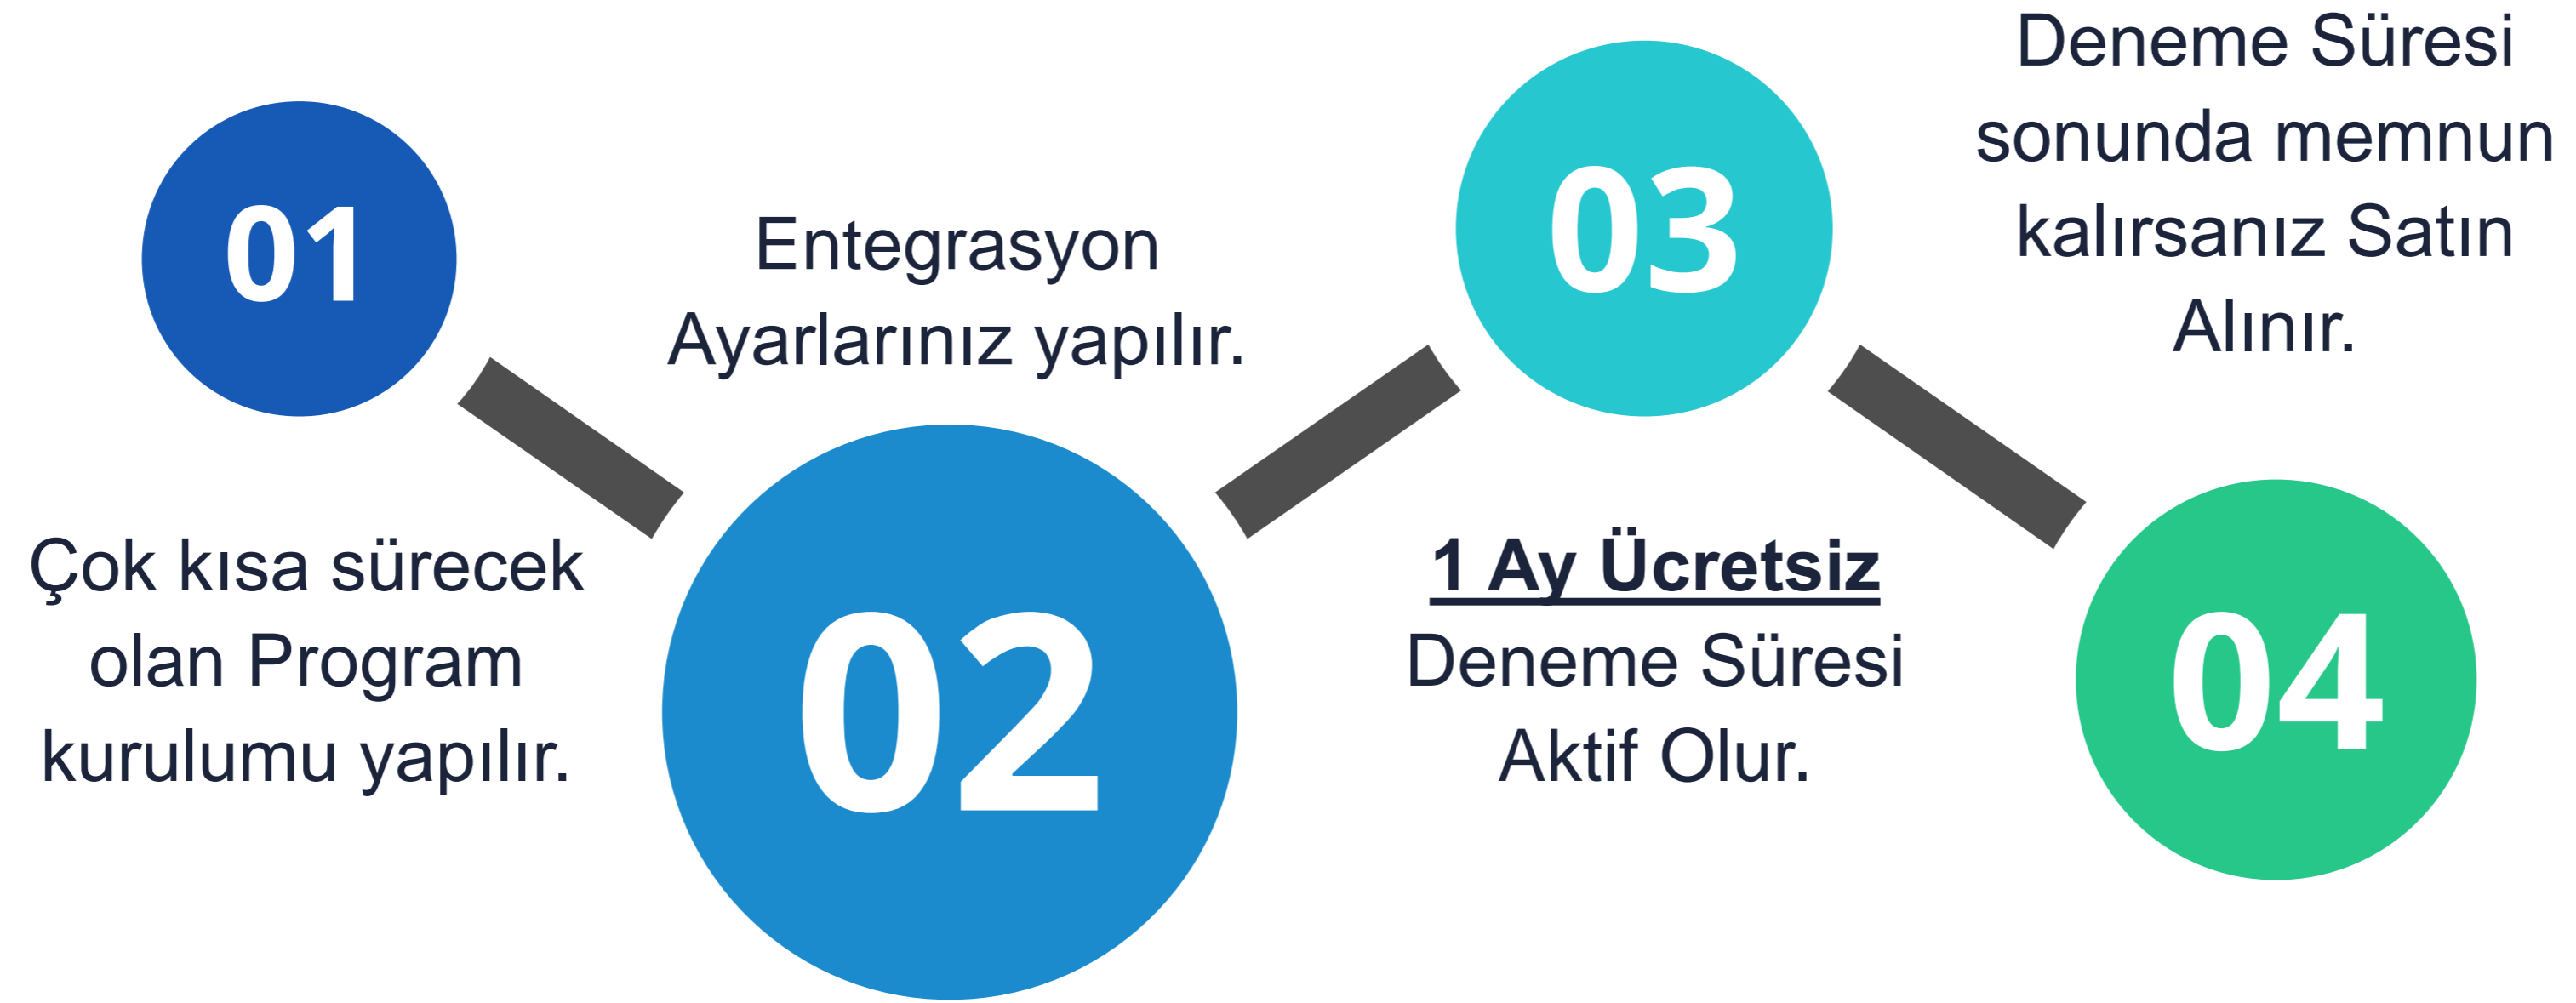 01
Çok kısa sürecek
olan Program
kurulumu yapılır.
Entegrasyon
Ayarlarınız yapılır.
02
03
1 Ay Ücretsiz
Deneme Süresi
Aktif Olur.
Deneme Süresi
sonunda memnun
kalırsanız Satın
Alınır.
04